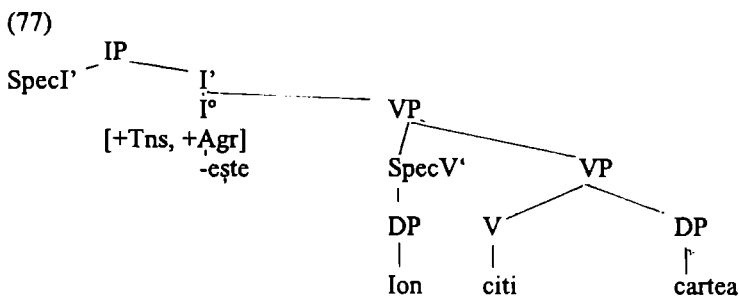 (77)
IP
SpecI’ I’
I°
VP
[+Tns, +Agr]
-ește
SpecV‘ VP
DP V DP
Ion citi cartea